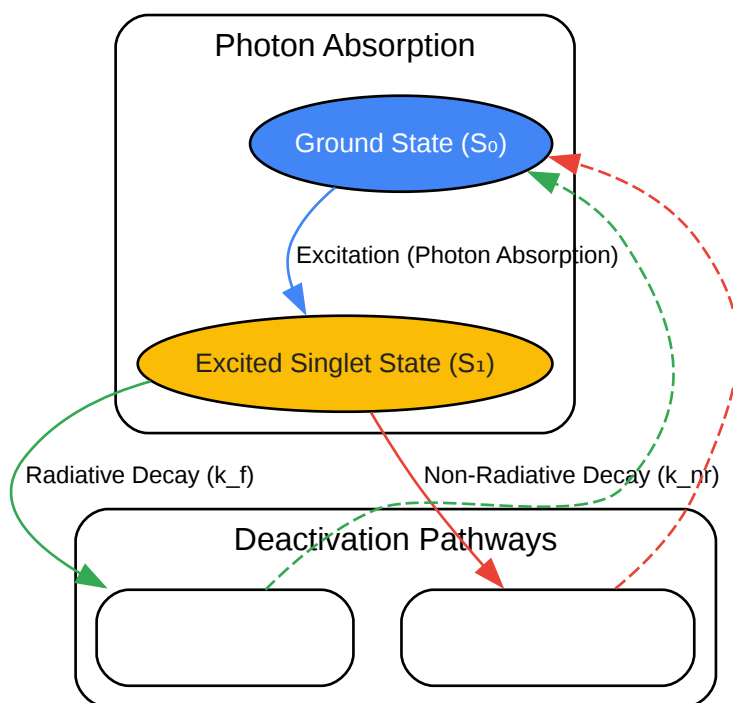 Photon Absorption
Ground State (S₀)
Excitation (Photon Absorption)
Excited Singlet State (S₁)
Radiative Decay (k_f)
Non-Radiative Decay (k_nr)
Deactivation Pathways